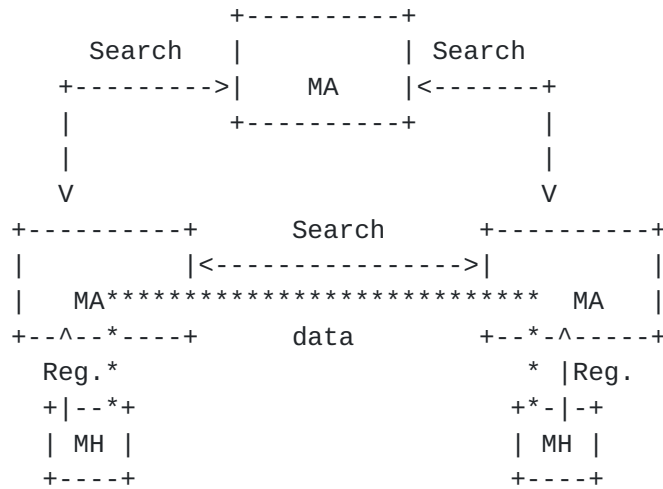 +----------+
Search | | Search
+--------->| MA |<-------+
| +----------+ |
| |
V V
+----------+ Search +----------+
| |<---------------->| |
| MA**************************** MA |
+--^--*----+ data +--*-^-----+
Reg.* * |Reg.
+|--*+ +*-|-+
| MH | | MH |
+----+ +----+